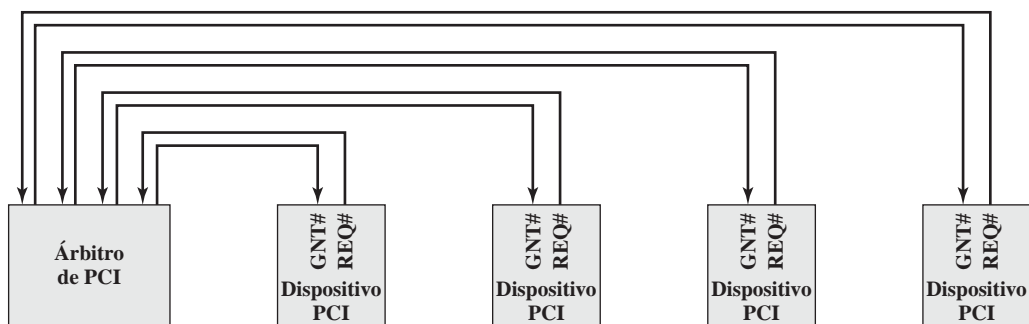 Árbitro
de PCI
GNT#
REQ#
Dispositivo
PCI
GNT#
REQ#
Dispositivo
PCI
GNT#
REQ#
Dispositivo
PCI
GNT#
REQ#
Dispositivo
PCI